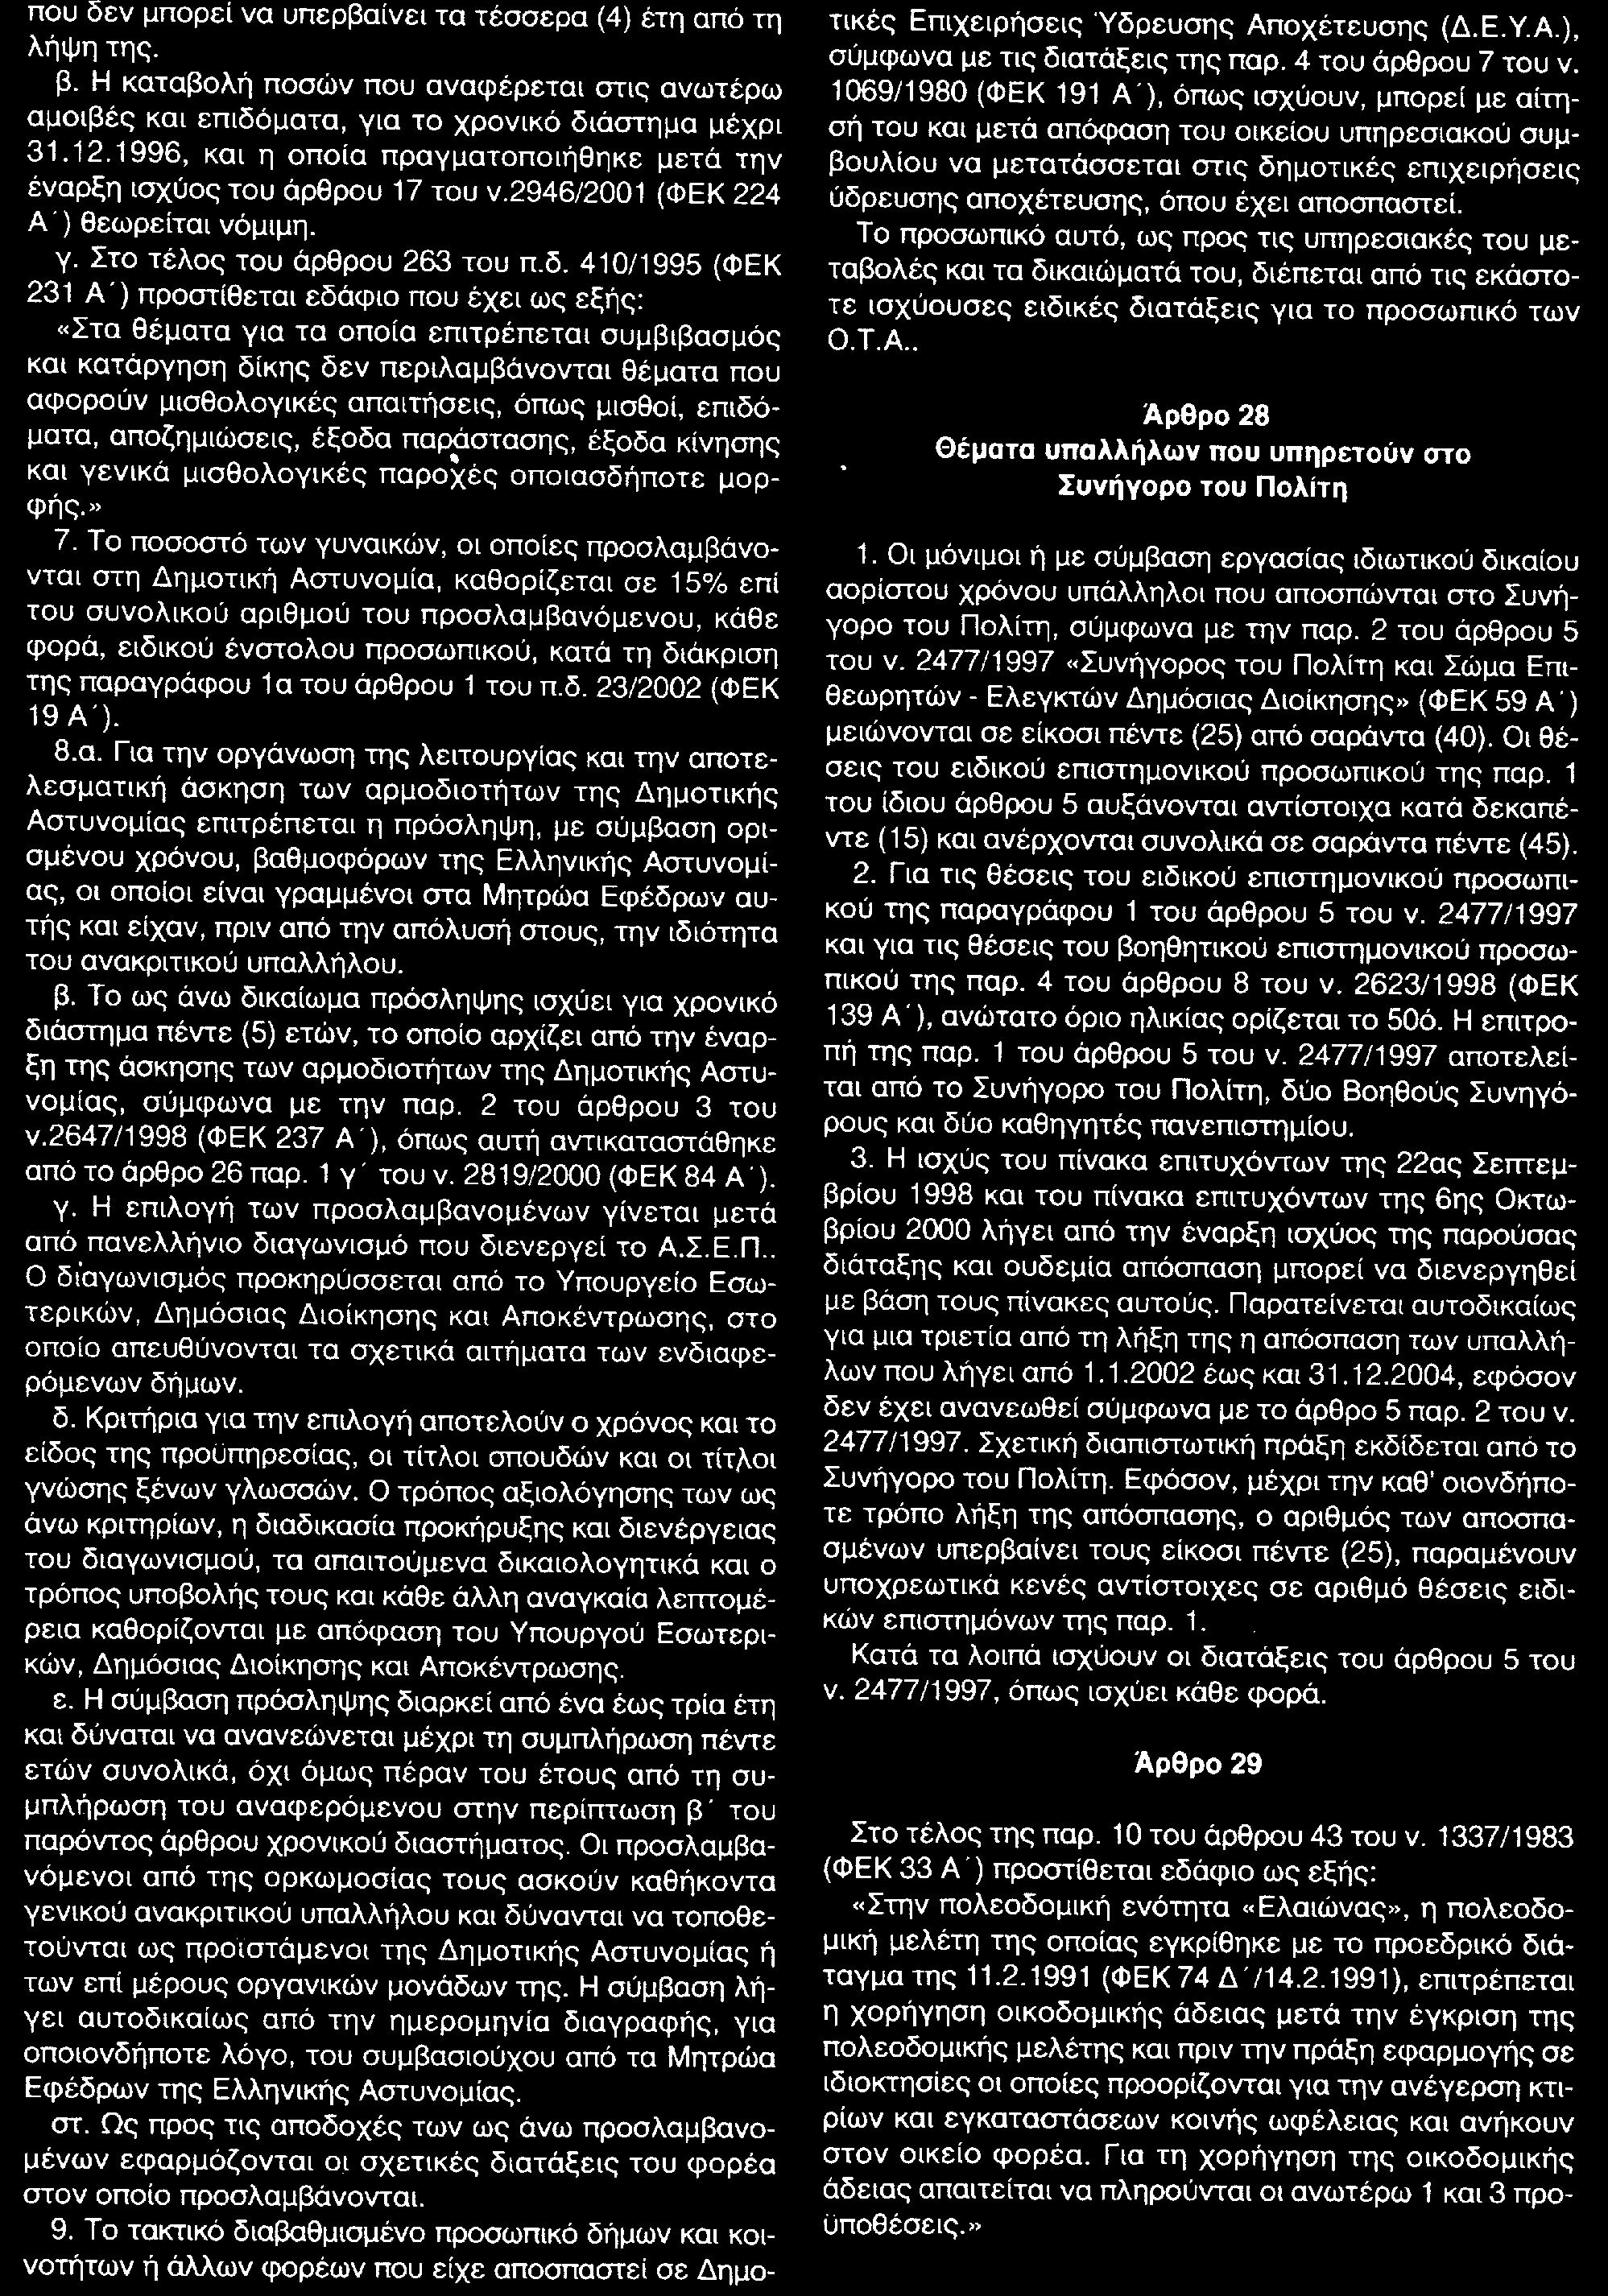 που δεν μπορεί να υπερβαίνει τα τέσσερα (4) έτη από τη
λήψη της.
β. Η καταβολή ποσών που αναφέρεται στις ανωτέρω
αμοιβές και επιδόματα, για το χρονικό διάστημα μέχρι
31.12.1996, και η οποία πραγματοποιήθηκε μετά την
έναρξη ισχύος του άρθρου 17 του ν.2946/2001 (ΦΕΚ 224
Α΄) θεωρείται νόμιμη.
γ. Στο τέλος του άρθρου 263 του π.δ. 410/1995 (ΦΕΚ
231 Α΄) προστίθεται εδάφιο που έχει ως εξής:
«Στα θέματα για τα οποία επιτρέπεται συμβιβασμός
και κατάργηση δίκης δεν περιλαμβάνονται θέματα που
αφορούν μισθολογικές απαιτήσεις, όπως μισθοί, επιδό-
ματα, αποζημιώσεις, έξοδα παράστασης, έξοδα κίνησης
και γενικά μισθολογικές παροχές οποιασδήποτε μορ-
φής.»
7. Το ποσοστό των γυναικών, οι οποίες προσλαμβάνο-
νται στη Δημοτική Αστυνομία, καθορίζεται σε 15% επί
του συνολικού αριθμού του προσλαμβανόμενου, κάθε
φορά, ειδικού ένστολου προσωπικού, κατά τη διάκριση
της παραγράφου 1α του άρθρου 1 του π.δ. 23/2002 (ΦΕΚ
19 Α΄).
8.α. Για την οργάνωση της λειτουργίας και την αποτε-
λεσματική άσκηση των αρμοδιοτήτων της Δημοτικής
Αστυνομίας επιτρέπεται η πρόσληψη, με σύμβαση ορι-
σμένου χρόνου, βαθμοφόρων της Ελληνικής Αστυνομί-
ας, οι οποίοι είναι γραμμένοι στα Μητρώα Εφέδρων αυ-
τής και είχαν, πριν από την απόλυσή στους, την ιδιότητα
του ανακριτικού υπαλλήλου.
β. Το ως άνω δικαίωμα πρόσληψης ισχύει για χρονικό
διάστημα πέντε (5) ετών, το οποίο αρχίζει από την έναρ-
ξη της άσκησης των αρμοδιοτήτων της Δημοτικής Αστυ-
νομίας, σύμφωνα με την παρ. 2 του άρθρου 3 του
ν.2647/1998 (ΦΕΚ 237 Α΄), όπως αυτή αντικαταστάθηκε
από το άρθρο 26 παρ. 1 γ΄ του ν. 2819/2000 (ΦΕΚ 84 Α΄).
γ. Η επιλογή των προσλαμβανομένων γίνεται μετά
από πανελλήνιο διαγωνισμό που διενεργεί το Α.Σ.Ε.Π..
Ο διαγωνισμός προκηρύσσεται από το Υπουργείο Εσω-
τερικών, Δημόσιας Διοίκησης και Αποκέντρωσης, στο
οποίο απευθύνονται τα σχετικά αιτήματα των ενδιαφε-
ρόμενων δήμων.
δ. Κριτήρια για την επιλογή αποτελούν ο χρόνος και το
είδος της προϋπηρεσίας, οι τίτλοι σπουδών και οι τίτλοι
γνώσης ξένων γλωσσών. Ο τρόπος αξιολόγησης των ως
άνω κριτηρίων, η διαδικασία προκήρυξης και διενέργειας
του διαγωνισμού, τα απαιτούμενα δικαιολογητικά και ο
τρόπος υποβολής τους και κάθε άλλη αναγκαία λεπτομέ-
ρεια καθορίζονται με απόφαση του Υπουργού Εσωτερι-
κών, Δημόσιας Διοίκησης και Αποκέντρωσης.
ε. Η σύμβαση πρόσληψης διαρκεί από ένα έως τρία έτη
και δύναται να ανανεώνεται μέχρι τη συμπλήρωση πέντε
ετών συνολικά, όχι όμως πέραν του έτους από τη συ-
μπλήρωση του αναφερόμενου στην περίπτωση β΄ του
παρόντος άρθρου χρονικού διαστήματος. Οι προσλαμβα-
νόμενοι από της ορκωμοσίας τους ασκούν καθήκοντα
γενικού ανακριτικού υπαλλήλου και δύνανται να τοποθε-
τούνται ως προϊστάμενοι της Δημοτικής Αστυνομίας ή
των επί μέρους οργανικών μονάδων της. Η σύμβαση λή-
γει αυτοδικαίως από την ημερομηνία διαγραφής, για
οποιονδήποτε λόγο, του συμβασιούχου από τα Μητρώα
Εφέδρων της Ελληνικής Αστυνομίας.
στ. Ως προς τις αποδοχές των ως άνω προσλαμβανο-
μένων εφαρμόζονται οι σχετικές διατάξεις του φορέα
στον οποίο προσλαμβάνονται.
9. Το τακτικό διαβαθμισμένο προσωπικό δήμων και κοι-
νοτήτων ή άλλων φορέων που είχε αποσπαστεί σε Δημο-
τικές Επιχειρήσεις Ύδρευσης Αποχέτευσης (Δ.Ε.Υ.Α.),
σύμφωνα με τις διατάξεις της παρ. 4 του άρθρου 7 του ν.
1069/1980 (ΦΕΚ 191 Α΄), όπως ισχύουν, μπορεί με αίτη-
σή του και μετά απόφαση του οικείου υπηρεσιακού συμ-
βουλίου να μετατάσσεται στις δημοτικές επιχειρήσεις
ύδρευσης αποχέτευσης, όπου έχει αποσπαστεί.
Το προσωπικό αυτό, ως προς τις υπηρεσιακές του με-
ταβολές και τα δικαιώματά του, διέπεται από τις εκάστο-
τε ισχύουσες ειδικές διατάξεις για το προσωπικό των
Ο.Τ.Α..
Άρθρο 28
Θέματα υπαλλήλων που υπηρετούν στο
Συνήγορο του Πολίτη
1. Οι μόνιμοι ή με σύμβαση εργασίας ιδιωτικού δικαίου
αορίστου χρόνου υπάλληλοι που αποσπώνται στο Συνή-
γορο του Πολίτη, σύμφωνα με την παρ. 2 του άρθρου 5
του ν. 2477/1997 «Συνήγορος του Πολίτη και Σώμα Επι-
θεωρητών - Ελεγκτών Δημόσιας Διοίκησης» (ΦΕΚ 59 Α΄)
μειώνονται σε είκοσι πέντε (25) από σαράντα (40). Οι θέ-
σεις του ειδικού επιστημονικού προσωπικού της παρ. 1
του ίδιου άρθρου 5 αυξάνονται αντίστοιχα κατά δεκαπέ-
ντε (15) και ανέρχονται συνολικά σε σαράντα πέντε (45).
2. Για τις θέσεις του ειδικού επιστημονικού προσωπι-
κού της παραγράφου 1 του άρθρου 5 του ν. 2477/1997
και για τις θέσεις του βοηθητικού επιστημονικού προσω-
πικού της παρ. 4 του άρθρου 8 του ν. 2623/1998 (ΦΕΚ
139 Α΄), ανώτατο όριο ηλικίας ορίζεται το 50ό. Η επιτρο-
πή της παρ. 1 του άρθρου 5 του ν. 2477/1997 αποτελεί-
ται από το Συνήγορο του Πολίτη, δύο Βοηθούς Συνηγό-
ρους και δύο καθηγητές πανεπιστημίου.
3. Η ισχύς του πίνακα επιτυχόντων της 22ας Σεπτεμ-
βρίου 1998 και του πίνακα επιτυχόντων της 6ης Οκτω-
βρίου 2000 λήγει από την έναρξη ισχύος της παρούσας
διάταξης και ουδεμία απόσπαση μπορεί να διενεργηθεί
με βάση τους πίνακες αυτούς. Παρατείνεται αυτοδικαίως
για μια τριετία από τη λήξη της η απόσπαση των υπαλλή-
λων που λήγει από 1.1.2002 έως και 31.12.2004, εφόσον
δεν έχει ανανεωθεί σύμφωνα με το άρθρο 5 παρ. 2 του ν.
2477/1997. Σχετική διαπιστωτική πράξη εκδίδεται από το
Συνήγορο του Πολίτη. Εφόσον, μέχρι την καθ' οιονδήπο-
τε τρόπο λήξη της απόσπασης, ο αριθμός των αποσπα-
σμένων υπερβαίνει τους είκοσι πέντε (25), παραμένουν
υποχρεωτικά κενές αντίστοιχες σε αριθμό θέσεις ειδι-
κών επιστημόνων της παρ. 1.
Κατά τα λοιπά ισχύουν οι διατάξεις του άρθρου 5 του
ν. 2477/1997, όπως ισχύει κάθε φορά.
Άρθρο 29
Στο τέλος της παρ. 10 του άρθρου 43 του ν. 1337/1983
(ΦΕΚ 33 Α΄) προστίθεται εδάφιο ως εξής:
«Στην πολεοδομική ενότητα «Ελαιώνας», η πολεοδο-
μική μελέτη της οποίας εγκρίθηκε με το προεδρικό διά-
ταγμα της 11.2.1991 (ΦΕΚ 74 Δ΄/14.2.1991), επιτρέπεται
η χορήγηση οικοδομικής άδειας μετά την έγκριση της
πολεοδομικής μελέτης και πριν την πράξη εφαρμογής σε
ιδιοκτησίες οι οποίες προορίζονται για την ανέγερση κτι-
ρίων και εγκαταστάσεων κοινής ωφέλειας και ανήκουν
στον οικείο φορέα. Για τη χορήγηση της οικοδομικής
άδειας απαιτείται να πληρούνται οι ανωτέρω 1 και 3 προ-
ϋποθέσεις.»